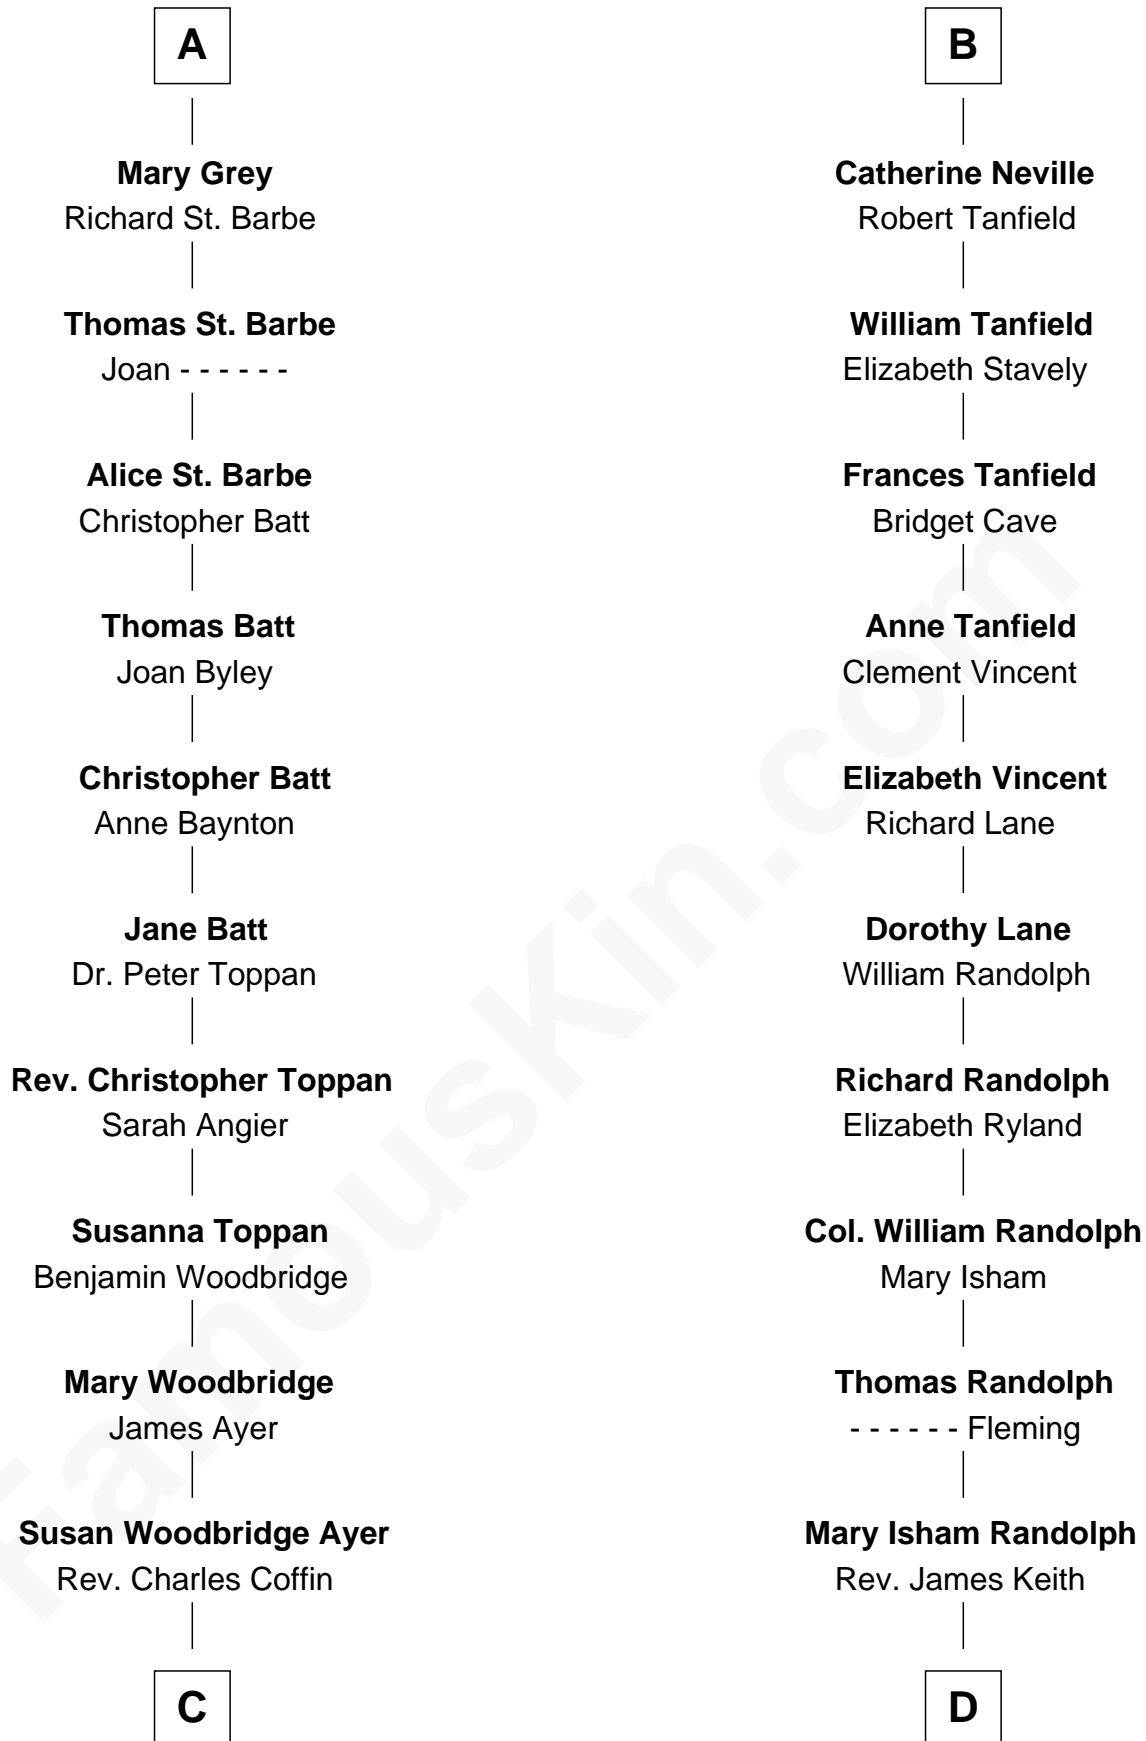 A
Mary Grey
Richard St. Barbe
Thomas St. Barbe
Joan - - - - - -
Alice St. Barbe
Christopher Batt
Thomas Batt
Joan Byley
Christopher Batt
Anne Baynton
Jane Batt
Dr. Peter Toppan
Rev. Christopher Toppan
Sarah Angier
Susanna Toppan
Benjamin Woodbridge
Mary Woodbridge
James Ayer
Susan Woodbridge Ayer
Rev. Charles Coffin
C
B
Catherine Neville
Robert Tanfield
William Tanfield
Elizabeth Stavely
Frances Tanfield
Bridget Cave
Anne Tanfield
Clement Vincent
Elizabeth Vincent
Richard Lane
Dorothy Lane
William Randolph
Richard Randolph
Elizabeth Ryland
Col. William Randolph
Mary Isham
Thomas Randolph
- - - - - - Fleming
Mary Isham Randolph
Rev. James Keith
D
FamousKin.com